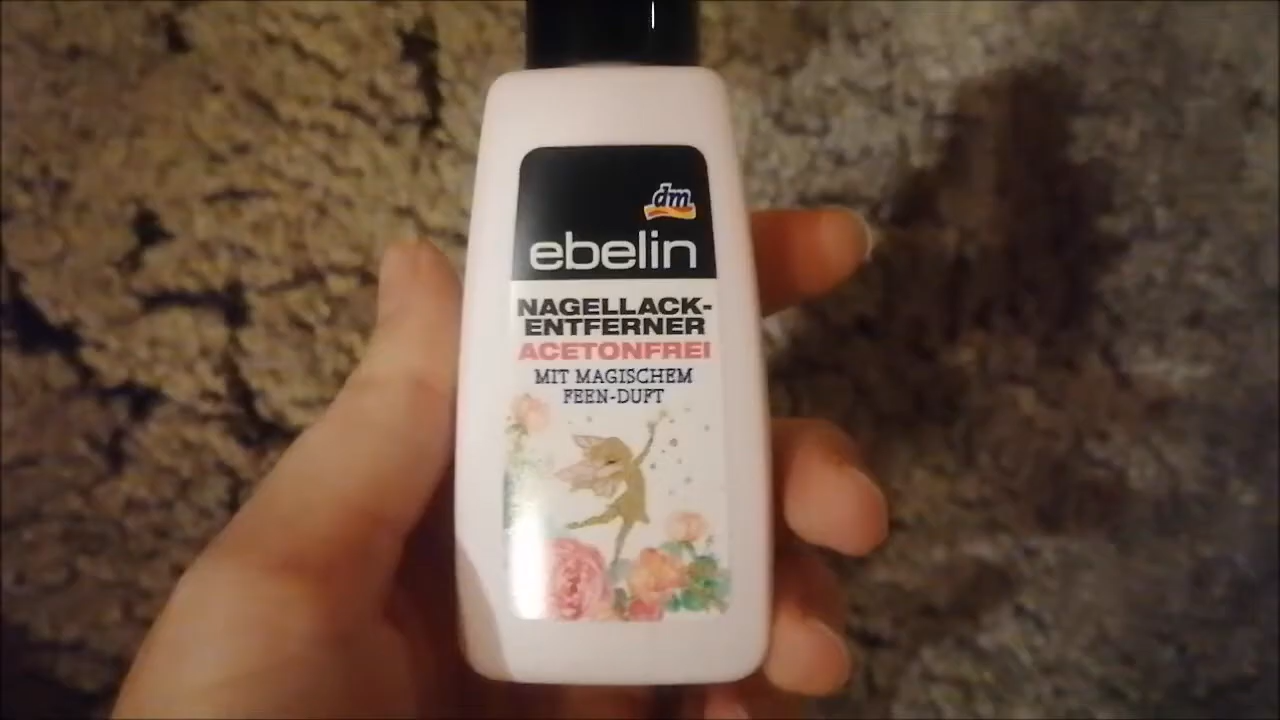 dm
ebelin
NAGELLACK-
ENTFERNER
ACETONFREI
MIT MAGISCHEM
FEEN-DUFT